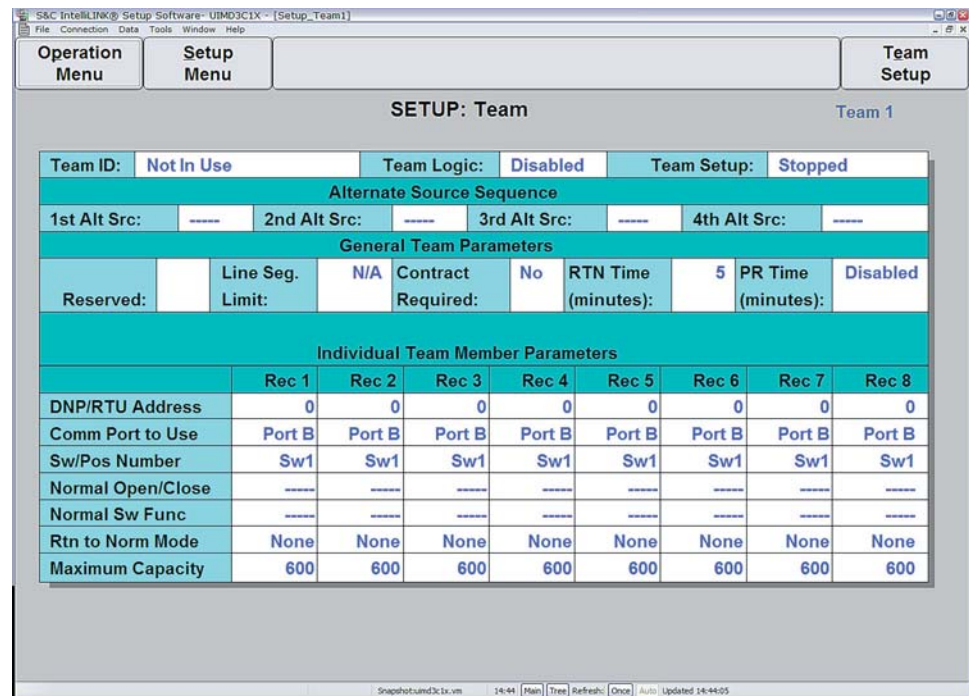 S&C IntelliLINK® Setup Software- UIMD3C1X - [Setup_Team1]
File Connection Data Tools Window Help
Operation Menu Setup Menu Team Setup
SETUP: Team Team 1
Team ID: Not In Use Team Logic: Disabled Team Setup: Stopped
Alternate Source Sequence
1st Alt Src: ----- 2nd Alt Src: ----- 3rd Alt Src: ----- 4th Alt Src: -----
General Team Parameters
Reserved: Line Seg. Limit: N/A Contract Required: No RTN Time (minutes): 5 PR Time (minutes): Disabled
Individual Team Member Parameters
Rec 1 Rec 2 Rec 3 Rec 4 Rec 5 Rec 6 Rec 7 Rec 8
DNP/RTU Address 0 0 0 0 0 0 0 0
Comm Port to Use Port B Port B Port B Port B Port B Port B Port B Port B
Sw/Pos Number Sw1 Sw1 Sw1 Sw1 Sw1 Sw1 Sw1 Sw1
Normal Open/Close ----- ----- ----- ----- ----- ----- ----- -----
Normal Sw Func ----- ----- ----- ----- ----- ----- ----- -----
Rtn to Norm Mode None None None None None None None None
Maximum Capacity 600 600 600 600 600 600 600 600
Snapshot:uimd3c1x.vm 14:44 Main Tree Refresh: Once Auto Updated 14:44:05